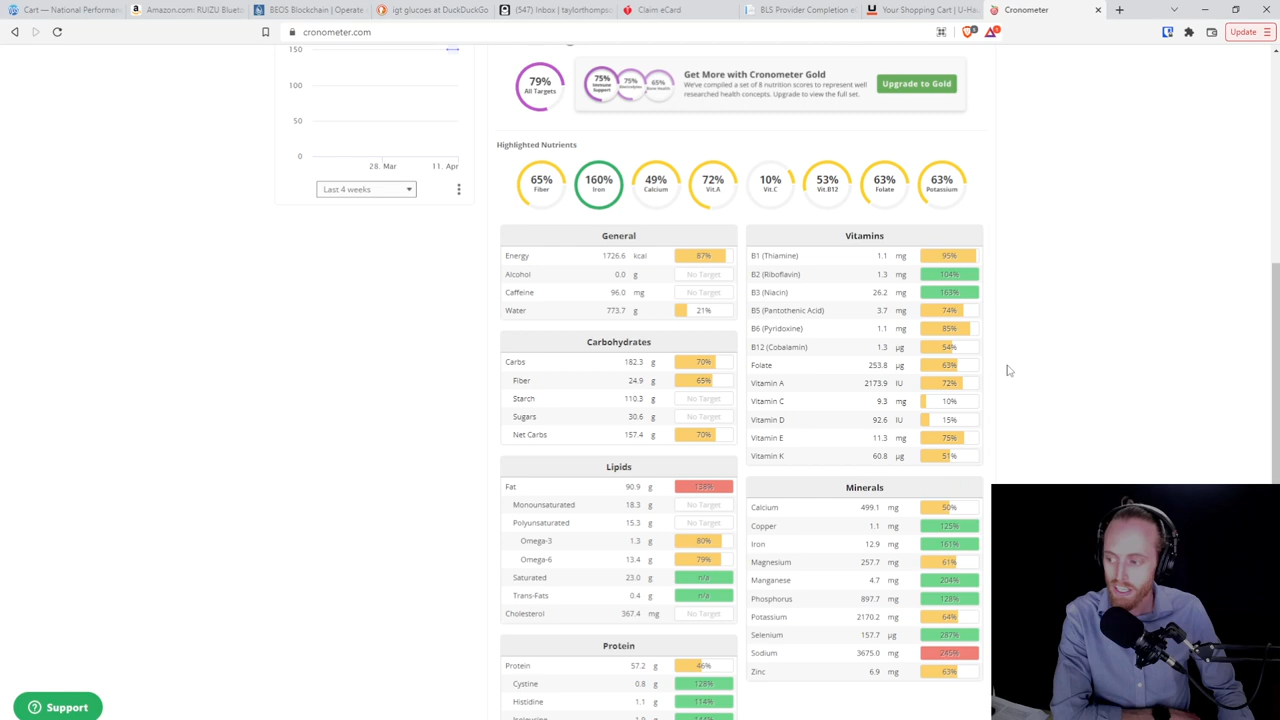 Cart — National Performan
Amazon.com: RUIZU Blueto
BEOS Blockchain | Operate
igt glucoes at DuckDuckGo
(547) Inbox | taylorthomps
Claim eCard
BLS Provider Completion eC
Your Shopping Cart | U-Ha
Cronometer
cronometer.com
Update
150
100
50
0
28. Mar
11. Apr
Last 4 weeks
79%
All Targets
75%
Immune
Support
75%
Electrolytes
65%
Bone Health
Get More with Cronometer Gold
We've compiled a set of 8 nutrition scores to represent well
researched health concepts. Upgrade to view the full set.
Upgrade to Gold
Highlighted Nutrients
65%
Fiber
160%
Iron
49%
Calcium
72%
Vit.A
10%
Vit.C
53%
Vit.B12
63%
Folate
63%
Potassium
General
Energy 1726.6 kcal 87%
Alcohol 0.0 g No Target
Caffeine 96.0 mg No Target
Water 773.7 g 21%
Carbohydrates
Carbs 182.3 g 70%
Fiber 24.9 g 65%
Starch 110.3 g No Target
Sugars 30.6 g No Target
Net Carbs 157.4 g 70%
Lipids
Fat 90.9 g 138%
Monounsaturated 18.3 g No Target
Polyunsaturated 15.3 g No Target
Omega-3 1.3 g 80%
Omega-6 13.4 g 79%
Saturated 23.0 g n/a
Trans-Fats 0.4 g n/a
Cholesterol 367.4 mg No Target
Protein
Protein 57.2 g 46%
Cystine 0.8 g 128%
Histidine 1.1 g 114%
Vitamins
B1 (Thiamine) 1.1 mg 95%
B2 (Riboflavin) 1.3 mg 104%
B3 (Niacin) 26.2 mg 163%
B5 (Pantothenic Acid) 3.7 mg 74%
B6 (Pyridoxine) 1.1 mg 85%
B12 (Cobalamin) 1.3 µg 54%
Folate 253.8 µg 63%
Vitamin A 2173.9 IU 72%
Vitamin C 9.3 mg 10%
Vitamin D 92.6 IU 15%
Vitamin E 11.3 mg 75%
Vitamin K 60.8 µg 51%
Minerals
Calcium 499.1 mg 50%
Copper 1.1 mg 125%
Iron 12.9 mg 161%
Magnesium 257.7 mg 61%
Manganese 4.7 mg 204%
Phosphorus 897.7 mg 128%
Potassium 2170.2 mg 64%
Selenium 157.7 µg 287%
Sodium 3675.0 mg 245%
Zinc 6.9 mg 63%
Support